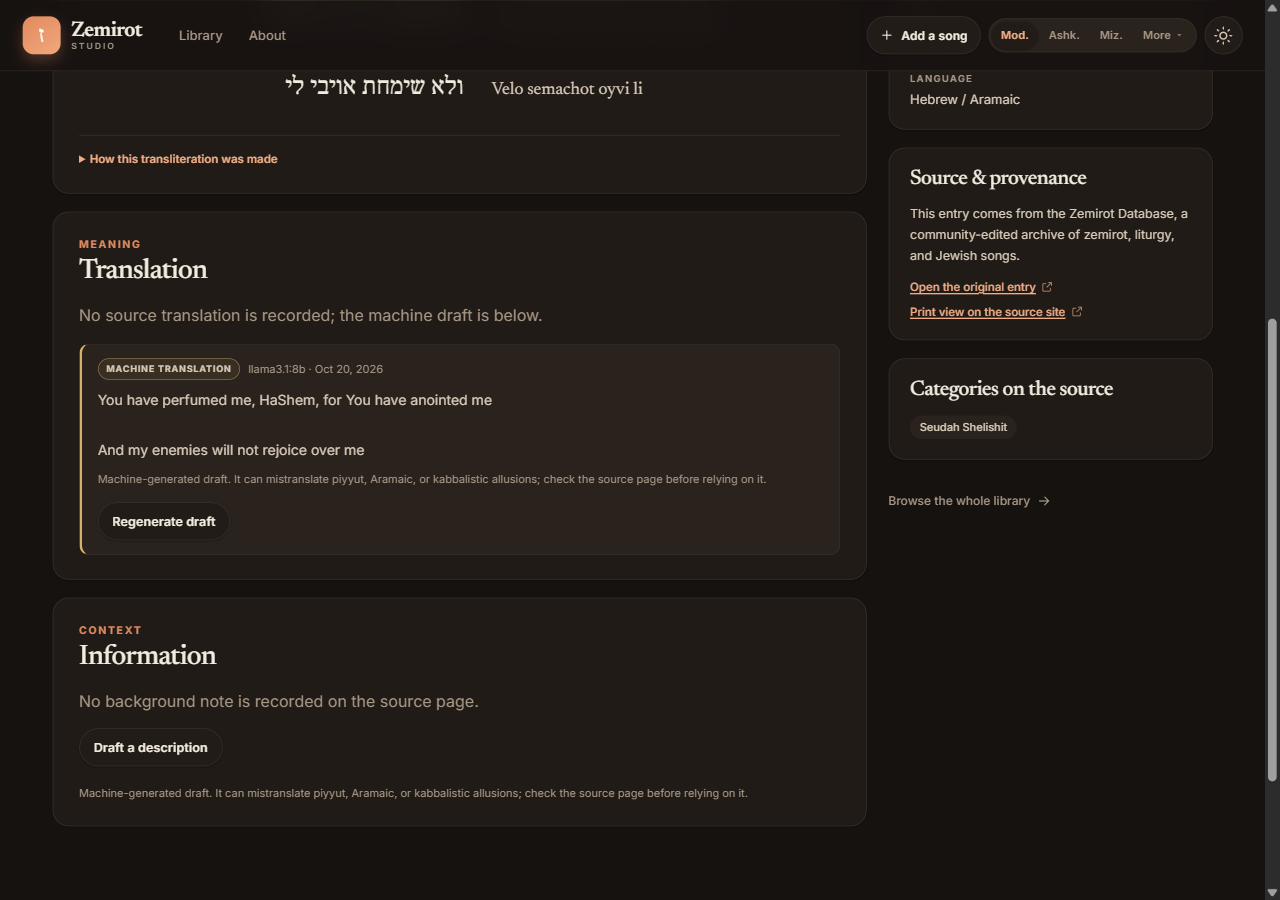 ז
Zemirot
STUDIO
Library
About
+ Add a song
Mod.
Ashk.
Miz.
More
ולא שימחת אויבי לי
Velo semachot oyvi li
How this transliteration was made
MEANING
Translation
No source translation is recorded; the machine draft is below.
MACHINE TRANSLATION
llama3.1:8b · Oct 20, 2026
You have perfumed me, HaShem, for You have anointed me
And my enemies will not rejoice over me
Machine-generated draft. It can mistranslate piyyut, Aramaic, or kabbalistic allusions; check the source page before relying on it.
Regenerate draft
CONTEXT
Information
No background note is recorded on the source page.
Draft a description
Machine-generated draft. It can mistranslate piyyut, Aramaic, or kabbalistic allusions; check the source page before relying on it.
LANGUAGE
Hebrew / Aramaic
Source & provenance
This entry comes from the Zemirot Database, a
community-edited archive of zemirot, liturgy,
and Jewish songs.
Open the original entry
Print view on the source site
Categories on the source
Seudah Shelishit
Browse the whole library →